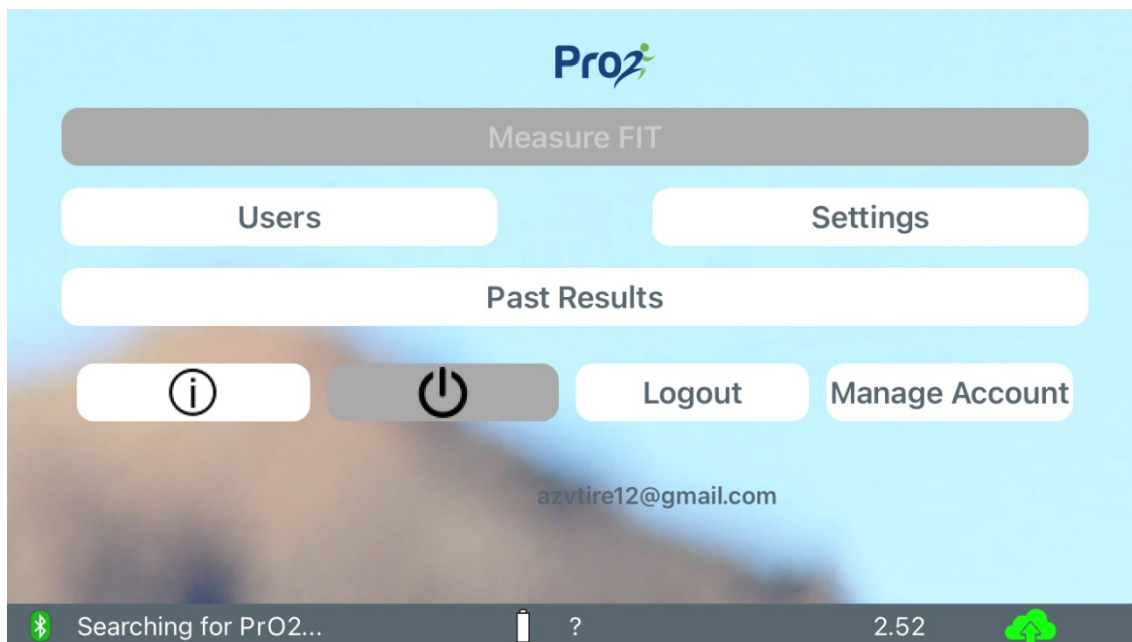 PrO2
Measure FIT
Users Settings
Past Results
i Logout Manage Account
azvtire12@gmail.com
Searching for PrO2... ? 2.52